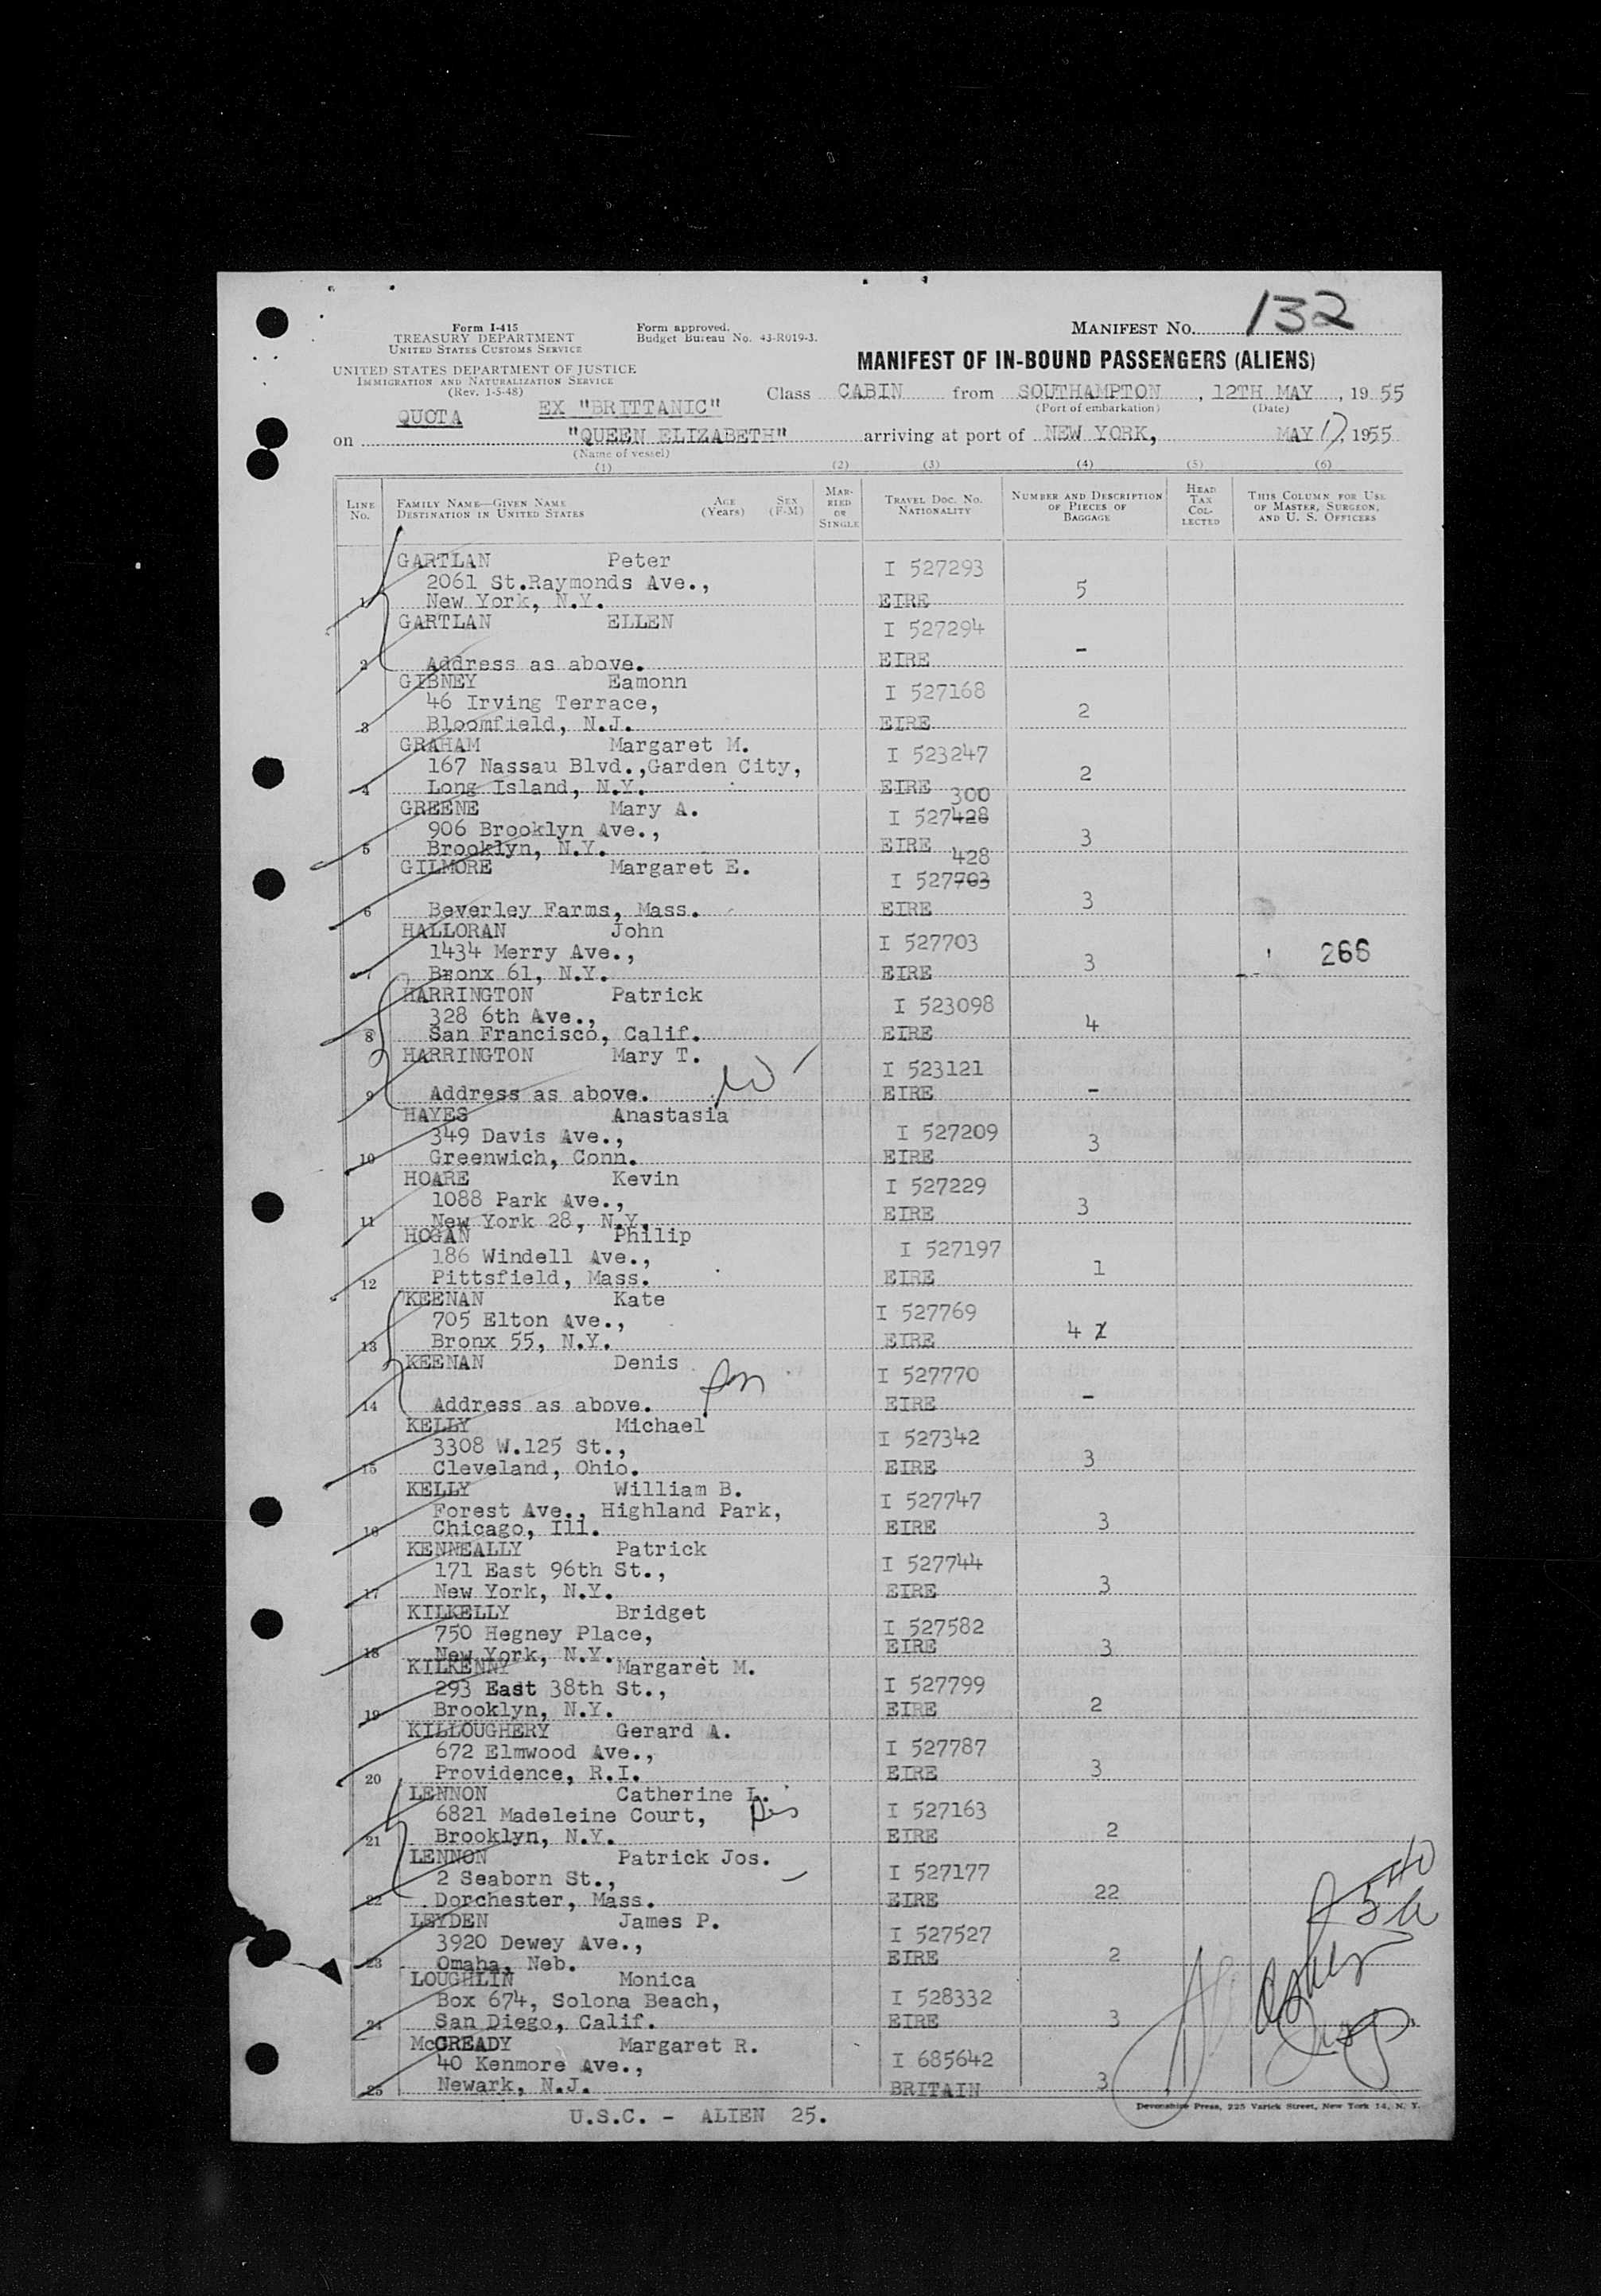 MANIFEST NO. 132
Form I-415
TREASURY DEPARTMENT
UNITED STATES CUSTOMS SERVICE
Form approved.
Budget Bureau No. 43-R019-3.
UNITED STATES DEPARTMENT OF JUSTICE
IMMIGRATION AND NATURALIZATION SERVICE
(Rev. 1-5-48)
MANIFEST OF IN-BOUND PASSENGERS (ALIENS)
Class CABIN from SOUTHAMPTON, 12TH MAY, 1955
(Port of embarkation) (Date)
QUOTA EX "BRITTANIC"
on "QUEEN ELIZABETH" arriving at port of NEW YORK, MAY 17, 1955
(Name of vessel)
(1) (2) (3) (4) (5) (6)
LINE NO.
FAMILY NAME—GIVEN NAME
DESTINATION IN UNITED STATES
AGE (Years)
SEX (F-M)
MARRIED OR SINGLE
TRAVEL DOC. NO.
NATIONALITY
NUMBER AND DESCRIPTION OF PIECES OF BAGGAGE
HEAD TAX COLLECTED
THIS COLUMN FOR USE OF MASTER, SURGEON, AND U. S. OFFICERS
GARTLAN Peter I 527293
2061 St.Raymonds Ave., 5
1 New York, N.Y. EIRE
GARTLAN ELLEN I 527294
2 Address as above. EIRE -
GIBNEY Eamonn I 527168
46 Irving Terrace, 2
3 Bloomfield, N.J. EIRE
GRAHAM Margaret M. I 523247
167 Nassau Blvd.,Garden City, 2
4 Long Island, N.Y. EIRE
300
GREENE Mary A. I 527428
906 Brooklyn Ave., 3
5 Brooklyn, N.Y. EIRE
428
GILMORE Margaret E. I 527703
6 Beverley Farms, Mass. EIRE 3
HALLORAN John I 527703
1434 Merry Ave., 3 266
7 Bronx 61, N.Y. EIRE
HARRINGTON Patrick I 523098
328 6th Ave., 4
8 San Francisco, Calif. EIRE
HARRINGTON Mary T. I 523121
9 Address as above. EIRE -
HAYES Anastasia I 527209
349 Davis Ave., 3
10 Greenwich, Conn. EIRE
HOARE Kevin I 527229
1088 Park Ave., 3
11 New York 28, N.Y. EIRE
HOGAN Philip I 527197
186 Windell Ave., 1
12 Pittsfield, Mass. EIRE
KEENAN Kate I 527769
705 Elton Ave., 4
13 Bronx 55, N.Y. EIRE
KEENAN Denis I 527770
14 Address as above. EIRE -
KELLY Michael I 527342
3308 W.125 St., 3
15 Cleveland, Ohio. EIRE
KELLY William B. I 527747
Forest Ave., Highland Park, 3
16 Chicago, Ill. EIRE
KENNEALLY Patrick I 527744
171 East 96th St., 3
17 New York, N.Y. EIRE
KILKELLY Bridget I 527582
750 Hegney Place, 3
18 New York, N.Y. EIRE
KILKENNY Margaret M. I 527799
293 East 38th St., 2
19 Brooklyn, N.Y. EIRE
KILLOUGHERY Gerard A. I 527787
672 Elmwood Ave., 3
20 Providence, R.I. EIRE
LENNON Catherine L. I 527163
6821 Madeleine Court, 2
21 Brooklyn, N.Y. EIRE
LENNON Patrick Jos. I 527177
2 Seaborn St., 22
22 Dorchester, Mass. EIRE
LEYDEN James P. I 527527
3920 Dewey Ave., 2
23 Omaha, Neb. EIRE
LOUGHLIN Monica I 528332
Box 674, Solona Beach, 3
24 San Diego, Calif. EIRE
McCREADY Margaret R. I 685642
40 Kenmore Ave., 3
25 Newark, N.J. BRITAIN
Devonshire Press, 225 Varick Street, New York 14, N. Y.
U.S.C. - ALIEN 25.